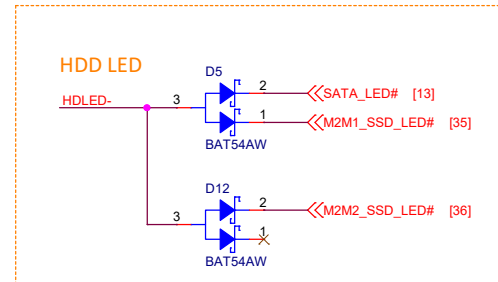 HDD LED
D5
HDLED-
3
2
SATA_LED# [13]
1
M2M1_SSD_LED# [35]
BAT54AW
D12
3
2
M2M2_SSD_LED# [36]
1
BAT54AW